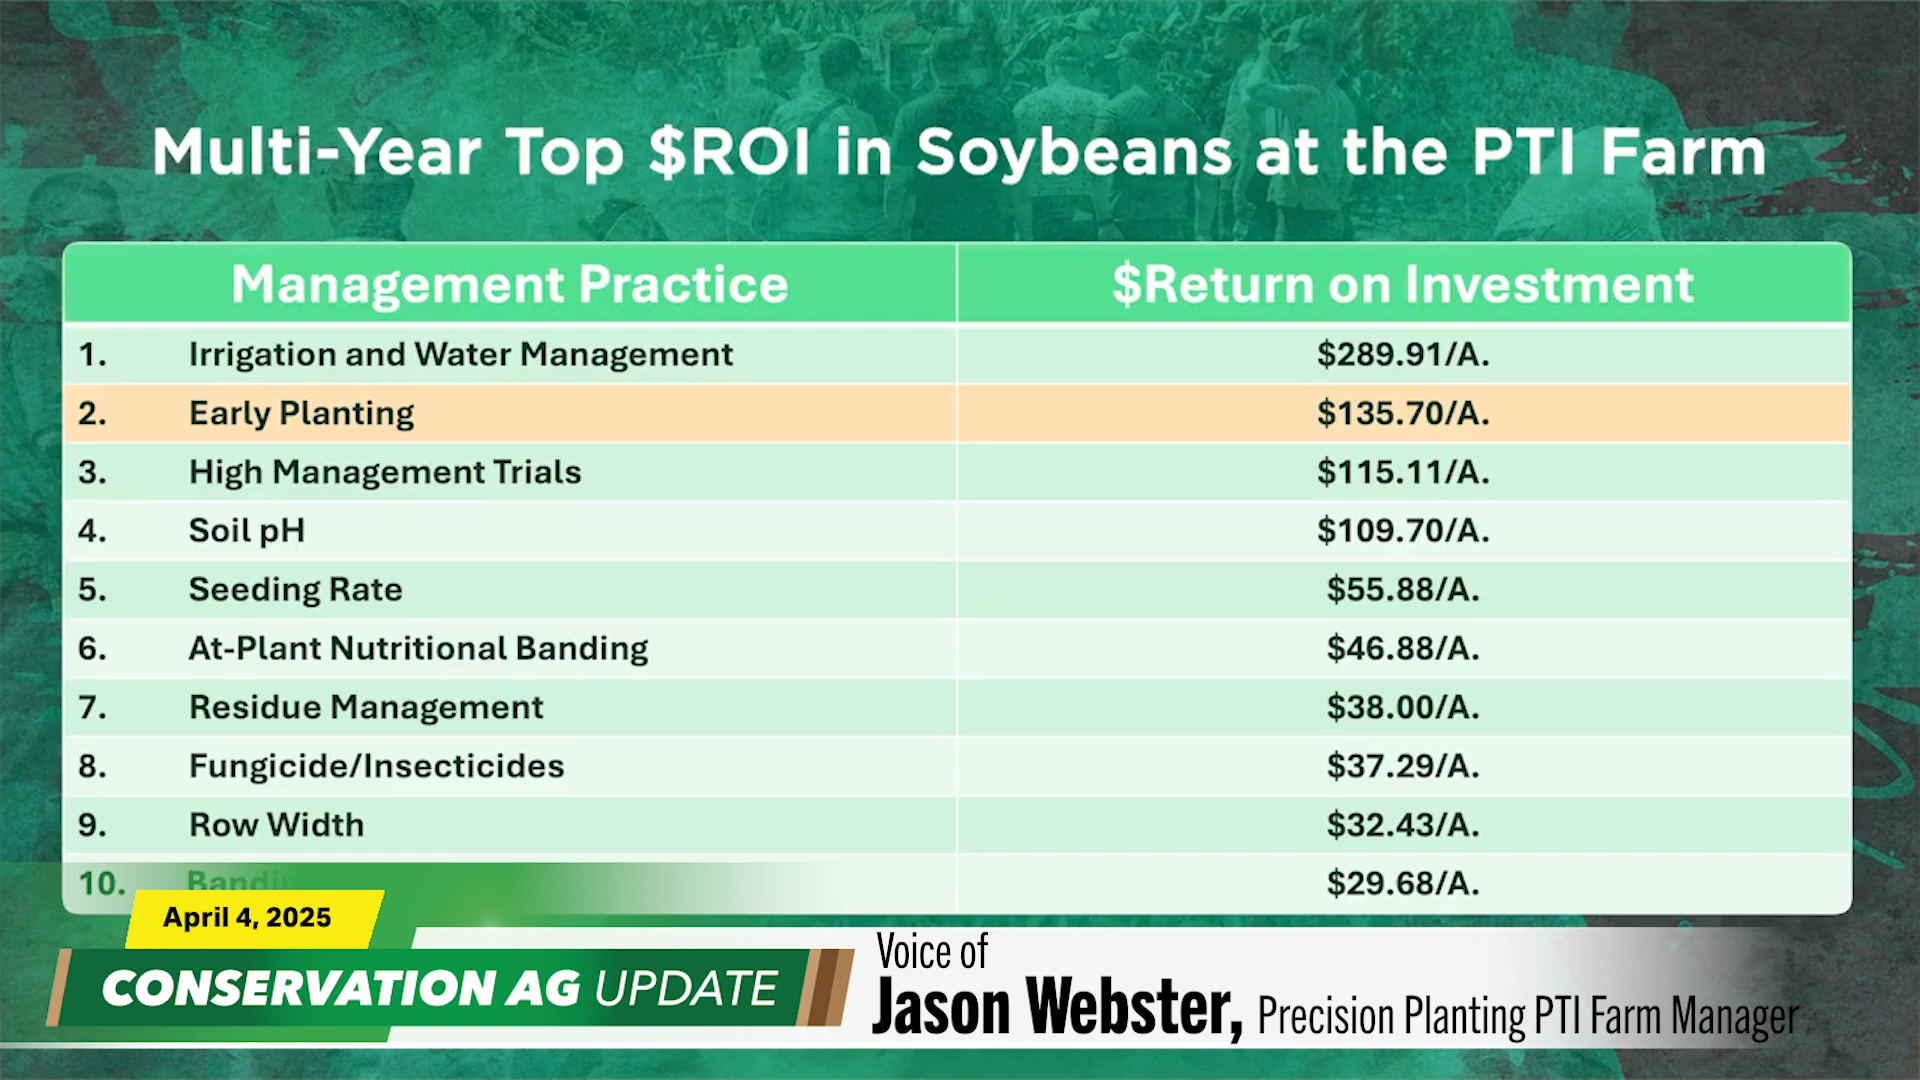 Multi-Year Top $ROI in Soybeans at the PTI Farm
Management Practice $Return on Investment
1. Irrigation and Water Management $289.91/A.
2. Early Planting $135.70/A.
3. High Management Trials $115.11/A.
4. Soil pH $109.70/A.
5. Seeding Rate $55.88/A.
6. At-Plant Nutritional Banding $46.88/A.
7. Residue Management $38.00/A.
8. Fungicide/Insecticides $37.29/A.
9. Row Width $32.43/A.
10. $29.68/A.
April 4, 2025
CONSERVATION AG UPDATE
Voice of
Jason Webster, Precision Planting PTI Farm Manager